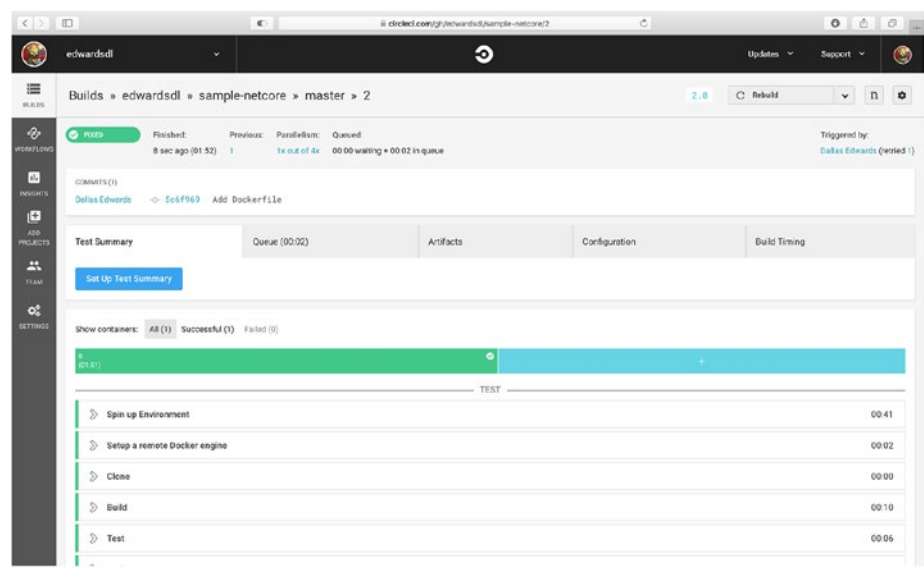 circleci.com/gh/edwardsdl/sample-netcore/2
edwardsdl
Updates
Support
BUILDS
Builds » edwardsdl » sample-netcore » master » 2
2.0
Rebuild
WORKFLOWS
FIXED
Finished:
Previous:
Parallelism:
Queued
Triggered by:
8 sec ago (01:52)
1
1x out of 4x
00:00 waiting + 00:02 in queue
Dallas Edwards (retried 1)
INSIGHTS
COMMITS (1)
Dallas Edwards
5c6f969
Add Dockerfile
ADD
PROJECTS
Test Summary
Queue (00:02)
Artifacts
Configuration
Build Timing
TEAM
Set Up Test Summary
SETTINGS
Show containers:
All (1)
Successful (1)
Failed (0)
0
(01:51)
+
TEST
Spin up Environment
00:41
Setup a remote Docker engine
00:02
Clone
00:00
Build
00:10
Test
00:06